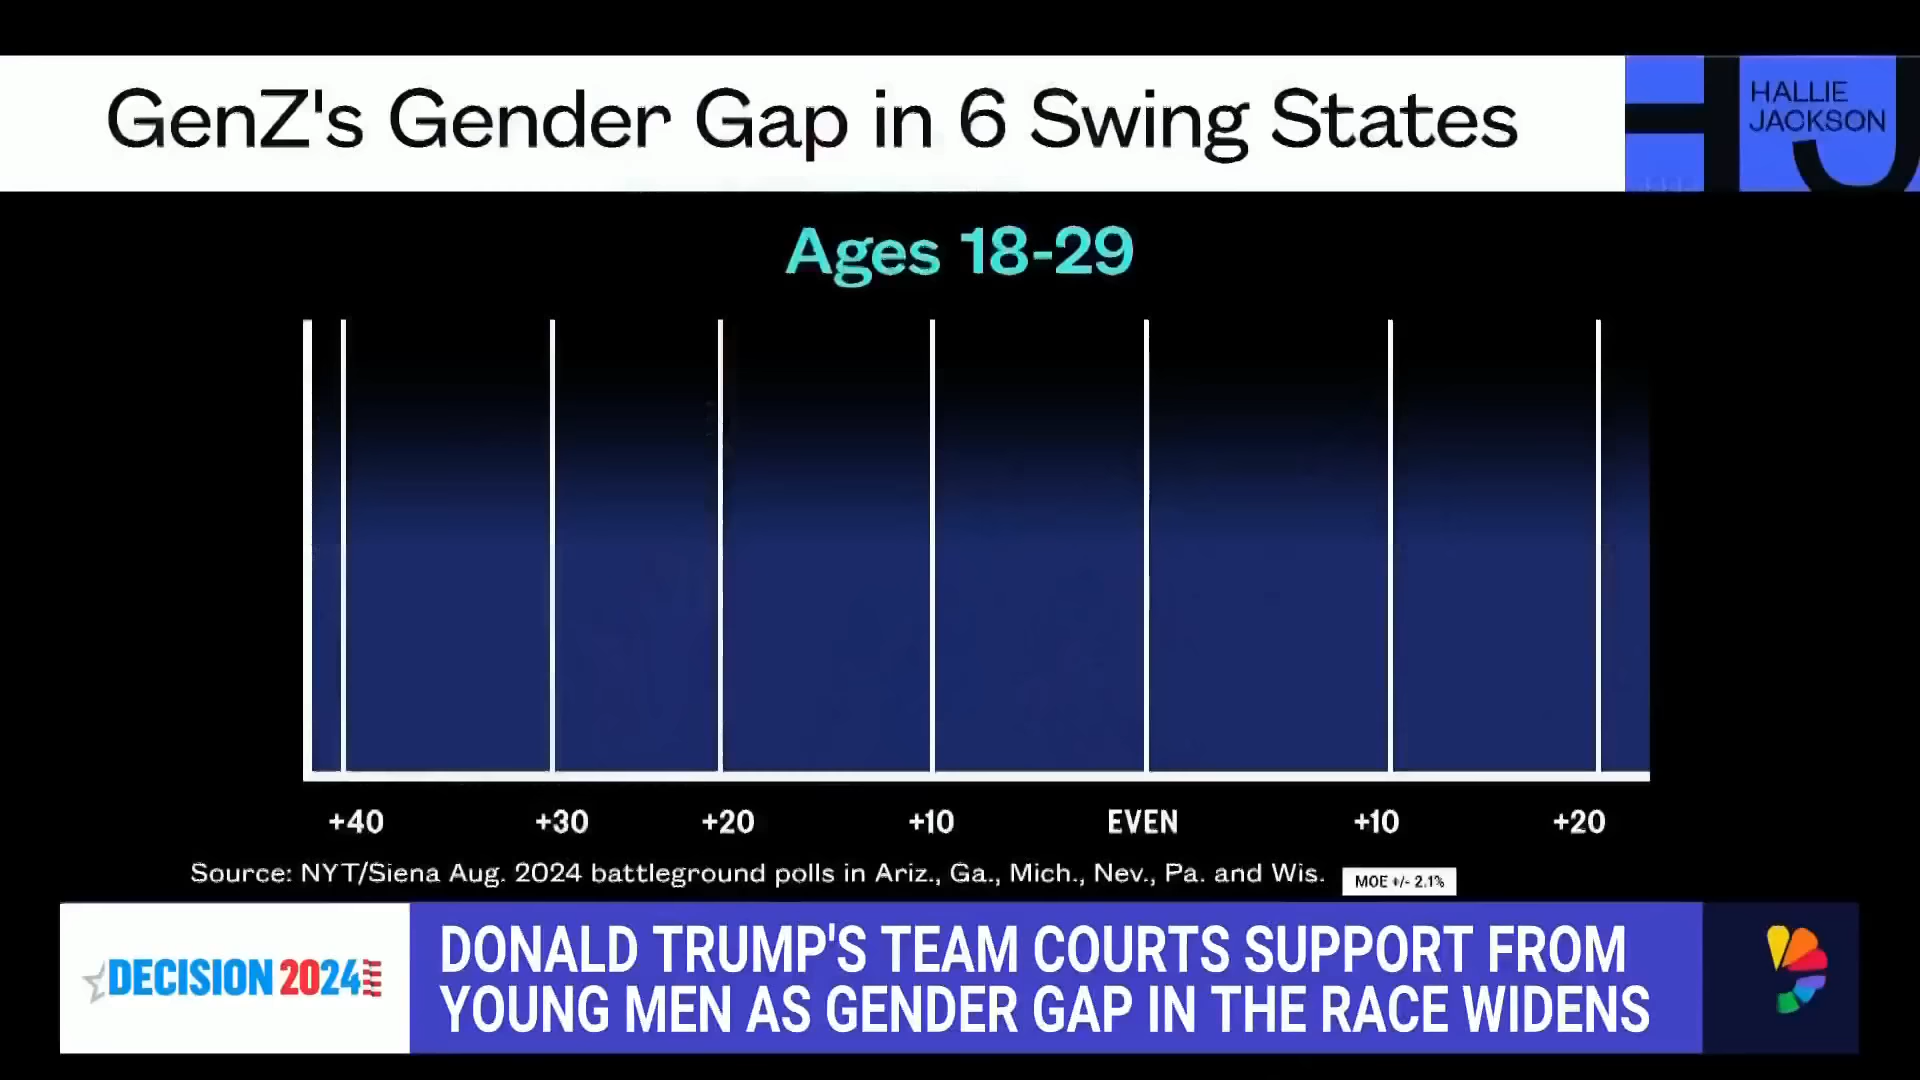 GenZ's Gender Gap in 6 Swing States
HALLIE
JACKSON
Ages 18-29
+40 +30 +20 +10 EVEN +10 +20
Source: NYT/Siena Aug. 2024 battleground polls in Ariz., Ga., Mich., Nev., Pa. and Wis.
MOE +/- 2.1%
DECISION 2024
DONALD TRUMP'S TEAM COURTS SUPPORT FROM
YOUNG MEN AS GENDER GAP IN THE RACE WIDENS